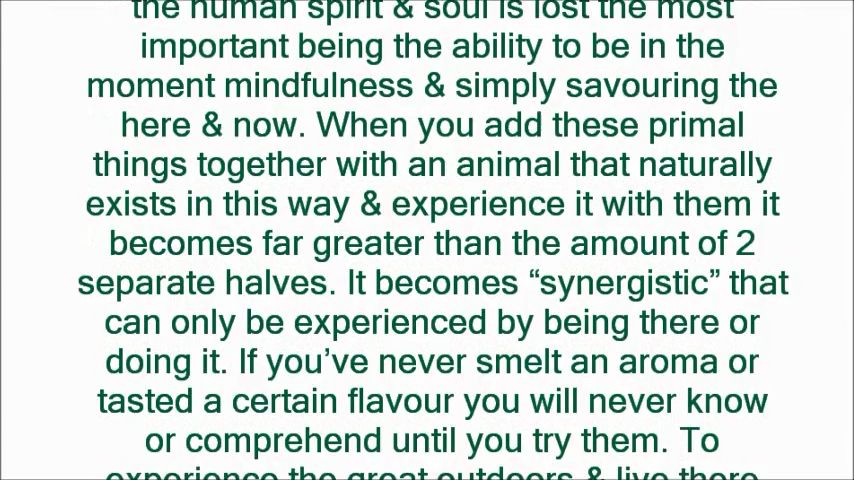 the human spirit & soul is lost the most
important being the ability to be in the
moment mindfulness & simply savouring the
here & now. When you add these primal
things together with an animal that naturally
exists in this way & experience it with them it
becomes far greater than the amount of 2
separate halves. It becomes “synergistic” that
can only be experienced by being there or
doing it. If you’ve never smelt an aroma or
tasted a certain flavour you will never know
or comprehend until you try them. To
experience the great outdoors & live there